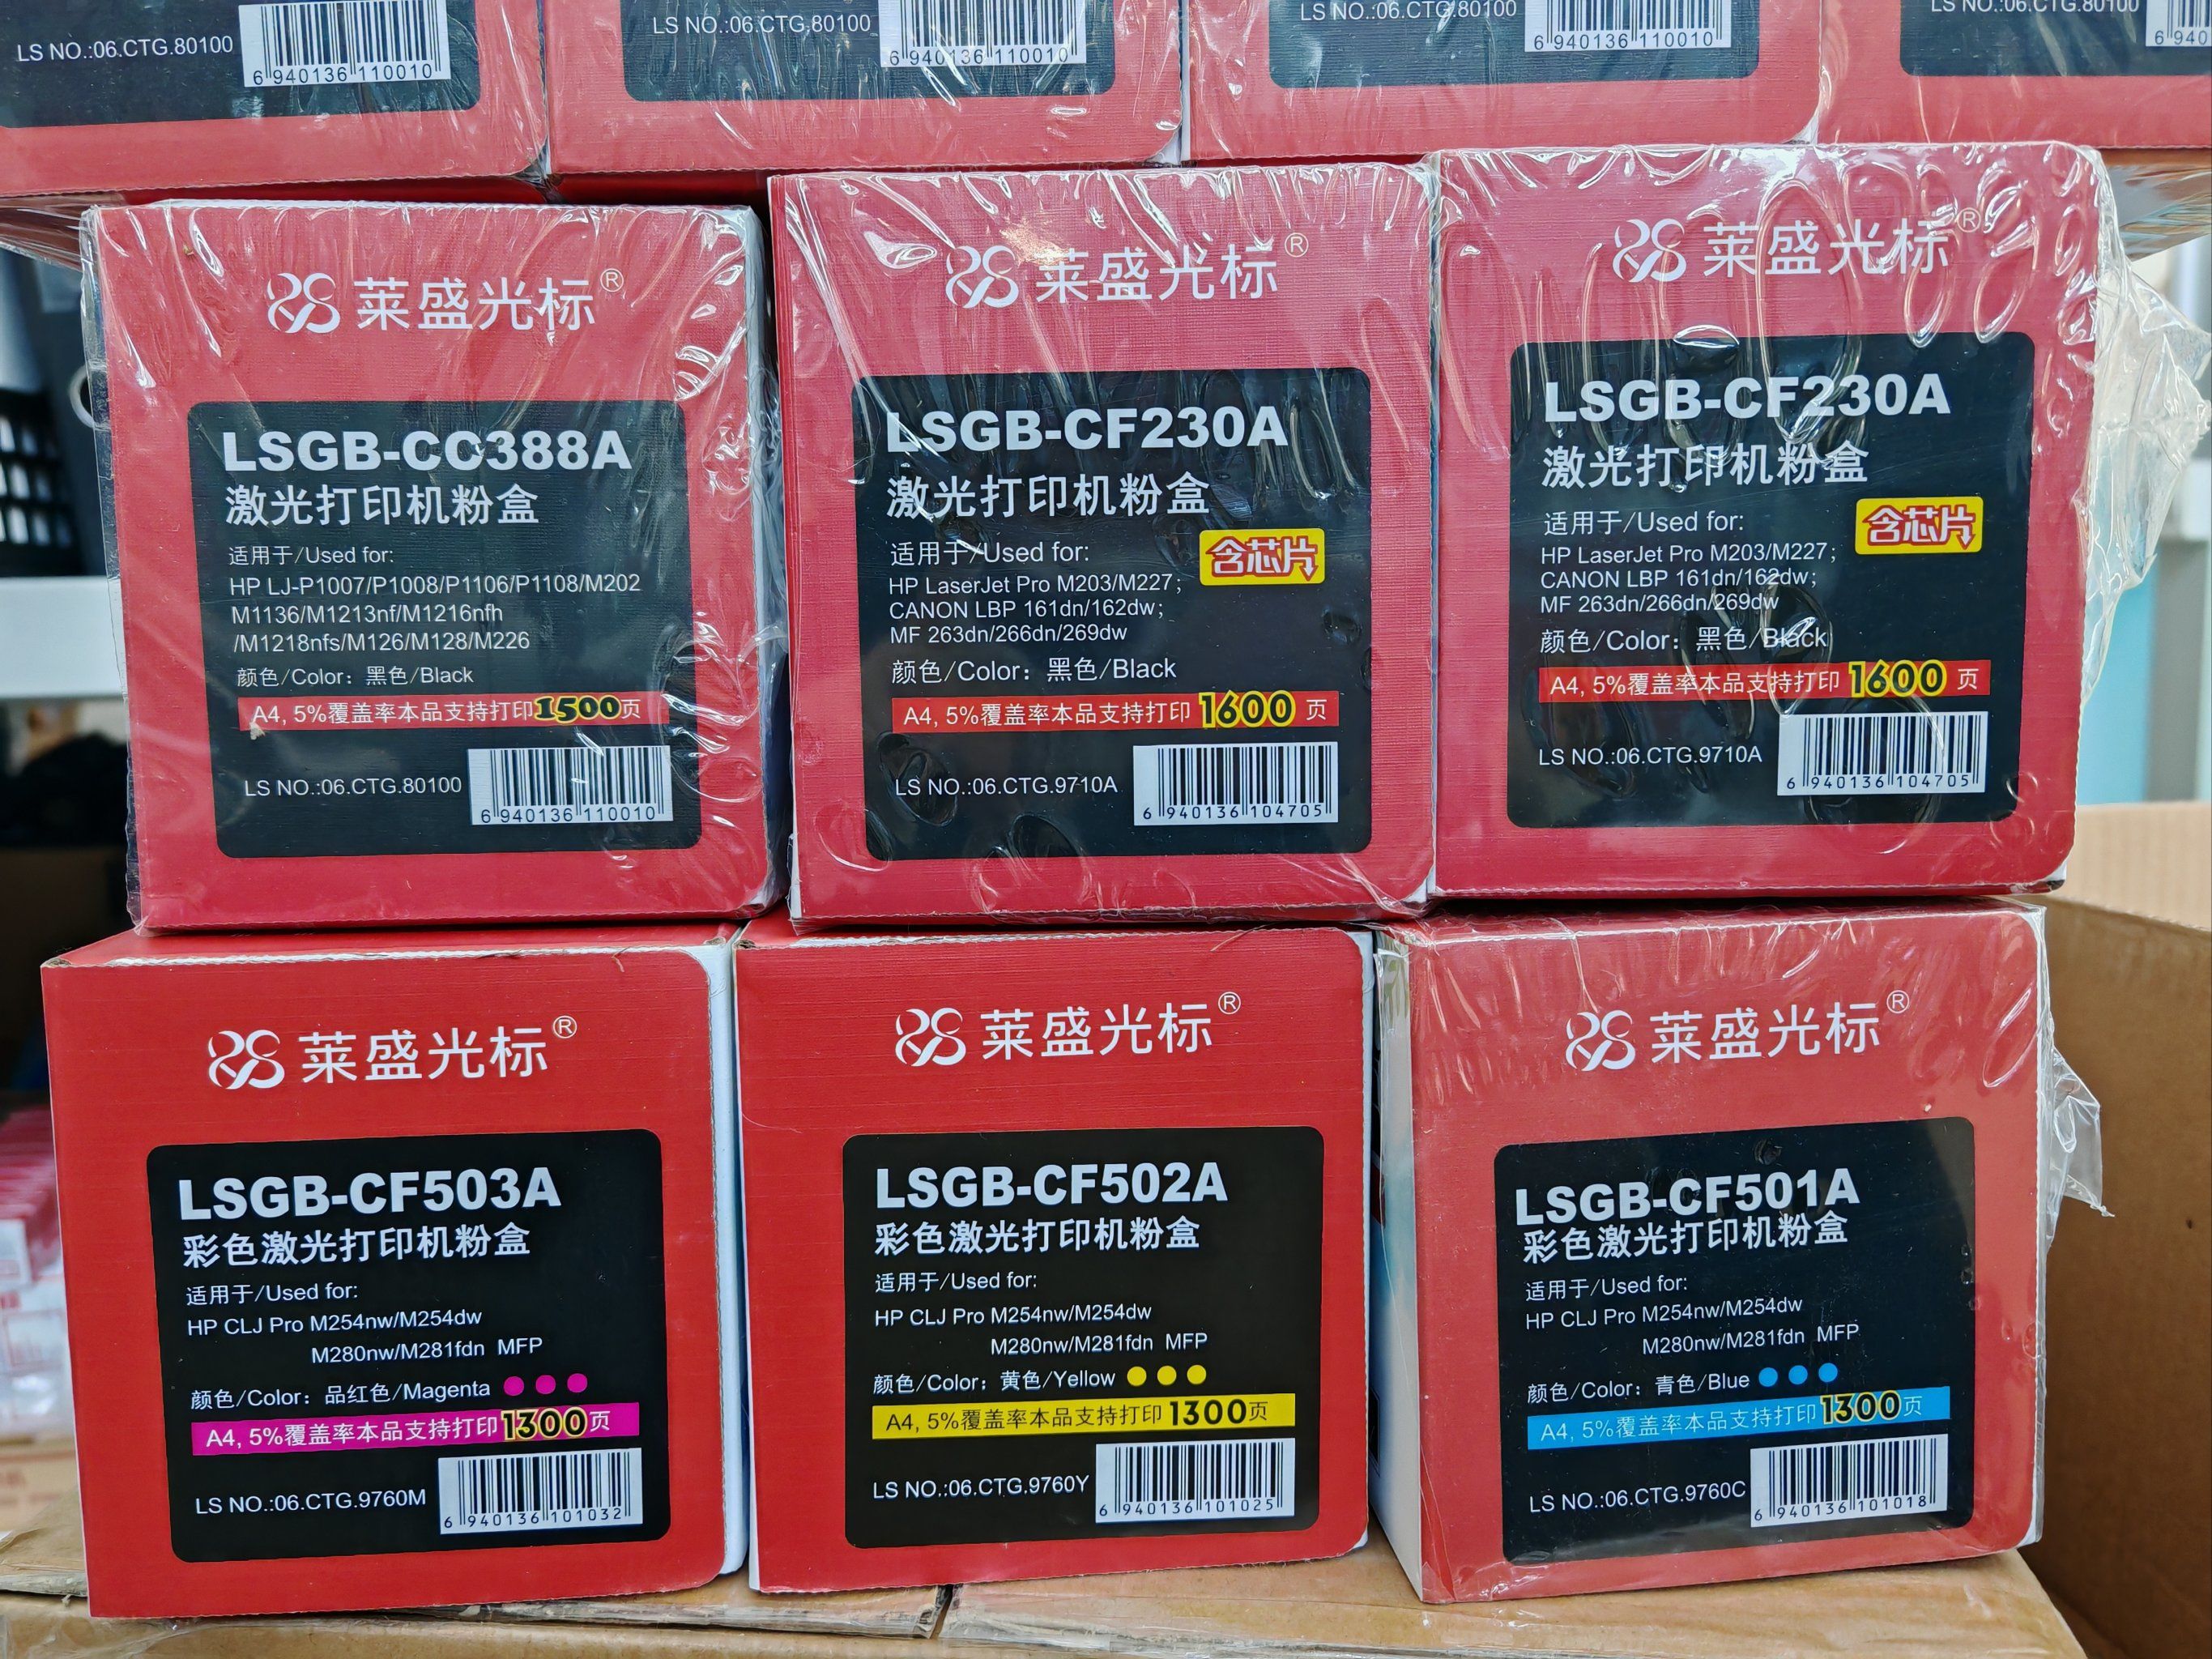 LS NO.:06.CTG.80100
6 940136 110010
LS NO.:06.CTG.80100
6 940136 110010
LS NO.:06.CTG.80100
6 940136 110010
LS NO.:06.CTG.80100
6 940
莱盛光标®
LSGB-CC388A
激光打印机粉盒
适用于/Used for:
HP LJ-P1007/P1008/P1106/P1108/M202
M1136/M1213nf/M1216nfh
/M1218nfs/M126/M128/M226
颜色/Color：黑色/Black
A4, 5%覆盖率本品支持打印1500页
LS NO.:06.CTG.80100
6 940136 110010
莱盛光标®
LSGB-CF230A
激光打印机粉盒
适用于/Used for:
含芯片
HP LaserJet Pro M203/M227；
CANON LBP 161dn/162dw；
MF 263dn/266dn/269dw
颜色/Color：黑色/Black
A4, 5%覆盖率本品支持打印 1600 页
LS NO.:06.CTG.9710A
6 940136 104705
莱盛光标®
LSGB-CF230A
激光打印机粉盒
适用于/Used for:
含芯片
HP LaserJet Pro M203/M227；
CANON LBP 161dn/162dw；
MF 263dn/266dn/269dw
颜色/Color：黑色/Black
A4, 5%覆盖率本品支持打印 1600 页
LS NO.:06.CTG.9710A
6 940136 104705
莱盛光标®
LSGB-CF503A
彩色激光打印机粉盒
适用于/Used for:
HP CLJ Pro M254nw/M254dw
M280nw/M281fdn MFP
颜色/Color：品红色/Magenta
A4, 5%覆盖率本品支持打印1300页
LS NO.:06.CTG.9760M
6 940136 101032
莱盛光标®
LSGB-CF502A
彩色激光打印机粉盒
适用于/Used for:
HP CLJ Pro M254nw/M254dw
M280nw/M281fdn MFP
颜色/Color：黄色/Yellow
A4, 5%覆盖率本品支持打印1300页
LS NO.:06.CTG.9760Y
6 940136 101025
莱盛光标®
LSGB-CF501A
彩色激光打印机粉盒
适用于/Used for:
HP CLJ Pro M254nw/M254dw
M280nw/M281fdn MFP
颜色/Color：青色/Blue
A4, 5%覆盖率本品支持打印1300页
LS NO.:06.CTG.9760C
6 940136 101018